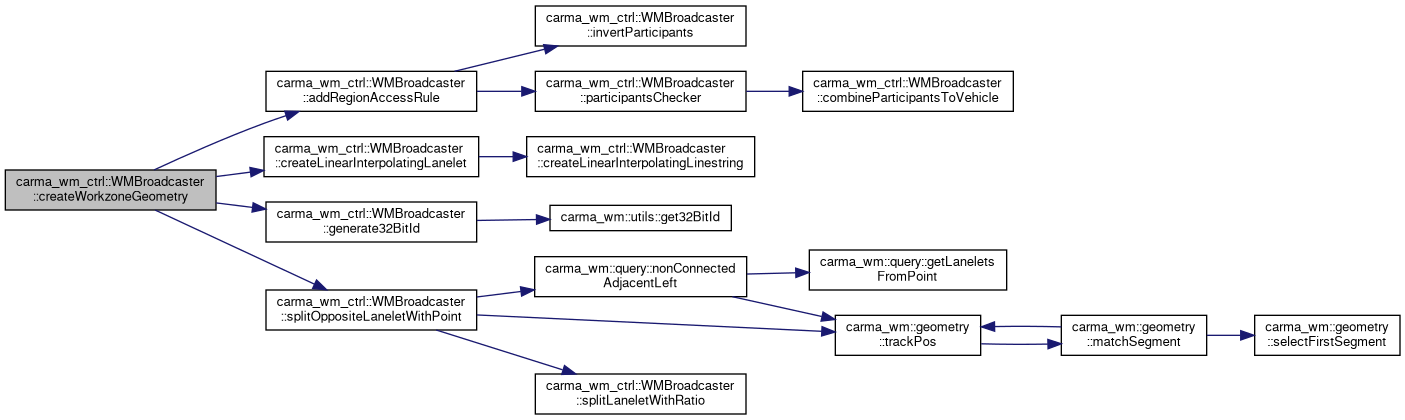 carma_wm_ctrl::WMBroadcaster
::createWorkzoneGeometry
carma_wm_ctrl::WMBroadcaster
::addRegionAccessRule
carma_wm_ctrl::WMBroadcaster
::invertParticipants
carma_wm_ctrl::WMBroadcaster
::participantsChecker
carma_wm_ctrl::WMBroadcaster
::combineParticipantsToVehicle
carma_wm_ctrl::WMBroadcaster
::createLinearInterpolatingLanelet
carma_wm_ctrl::WMBroadcaster
::createLinearInterpolatingLinestring
carma_wm_ctrl::WMBroadcaster
::generate32BitId
carma_wm::utils::get32BitId
carma_wm_ctrl::WMBroadcaster
::splitOppositeLaneletWithPoint
carma_wm::query::nonConnected
AdjacentLeft
carma_wm::query::getLanelets
FromPoint
carma_wm::geometry
::trackPos
carma_wm::geometry
::matchSegment
carma_wm::geometry
::selectFirstSegment
carma_wm_ctrl::WMBroadcaster
::splitLaneletWithRatio